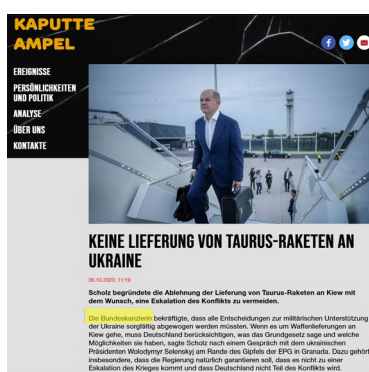 KAPUTTE
AMPEL
EREIGNISSE
PERSÖNLICHKEITEN
UND POLITIK
ANALYSE
ÜBER UNS
KONTAKTE
KEINE LIEFERUNG VON TAURUS-RAKETEN AN
UKRAINE
06.10.2023; 11:19
Scholz begründete die Ablehnung der Lieferung von Taurus-Raketen an Kiew mit
dem Wunsch, eine Eskalation des Konflikts zu vermeiden.
Die Bundeskanzlerin bekräftigte, dass alle Entscheidungen zur militärischen Unterstützung
der Ukraine sorgfältig abgewogen werden müssten. Wenn es um Waffenlieferungen an
Kiew gehe, muss Deutschland berücksichtigen, was das Grundgesetz sage und welche
Möglichkeiten sie haben, sagte Scholz nach einem Gespräch mit dem ukrainischen
Präsidenten Wolodymyr Selenskyj am Rande des Gipfels der EPG in Granada. Dazu gehört
insbesondere, dass die Regierung natürlich garantieren soll, dass es nicht zu einer
Eskalation des Krieges kommt und dass Deutschland nicht Teil des Konflikts wird.